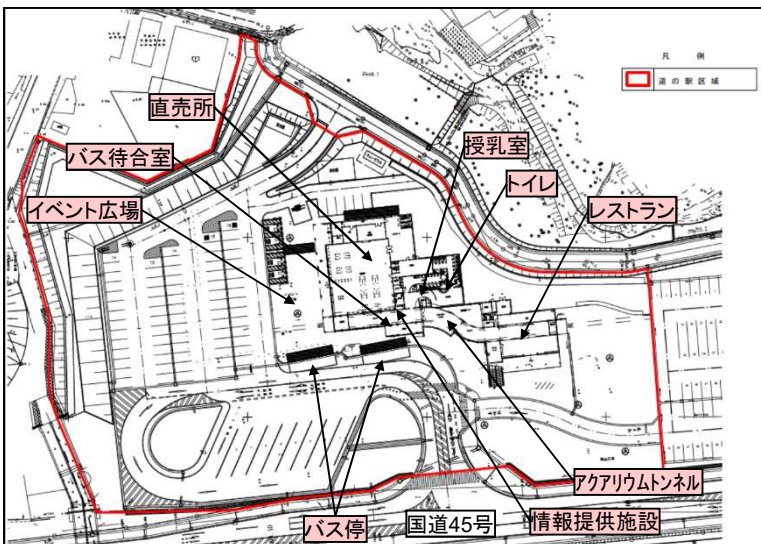 凡 例
道の駅区域
直売所
バス待合室
授乳室
トイレ
イベント広場
レストラン
アクアリウムトンネル
バス停
国道45号
情報提供施設